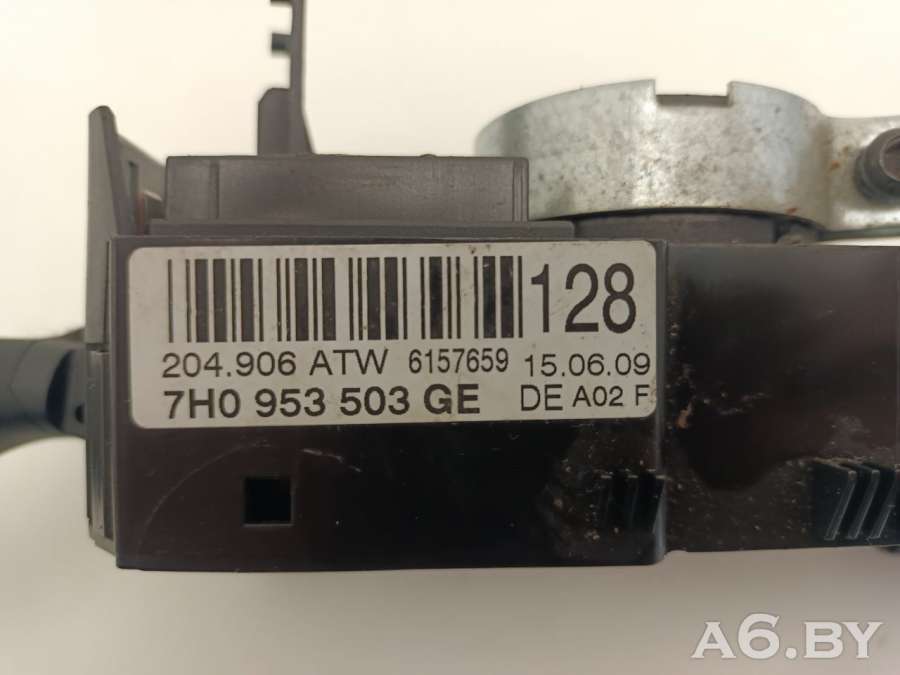 128
204.906 ATW 6157659 15.06.09
7H0 953 503 GE DE A02 F
A6.BY